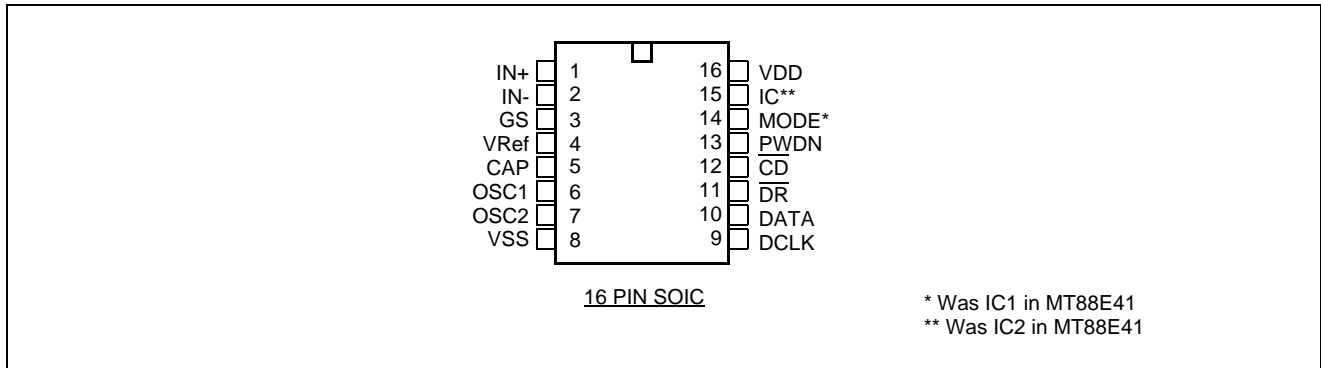 IN+ 1 16 VDD
IN- 2 15 IC**
GS 3 14 MODE*
VRef 4 13 PWDN
CAP 5 12 CD
OSC1 6 11 DR
OSC2 7 10 DATA
VSS 8 9 DCLK
16 PIN SOIC
* Was IC1 in MT88E41
** Was IC2 in MT88E41